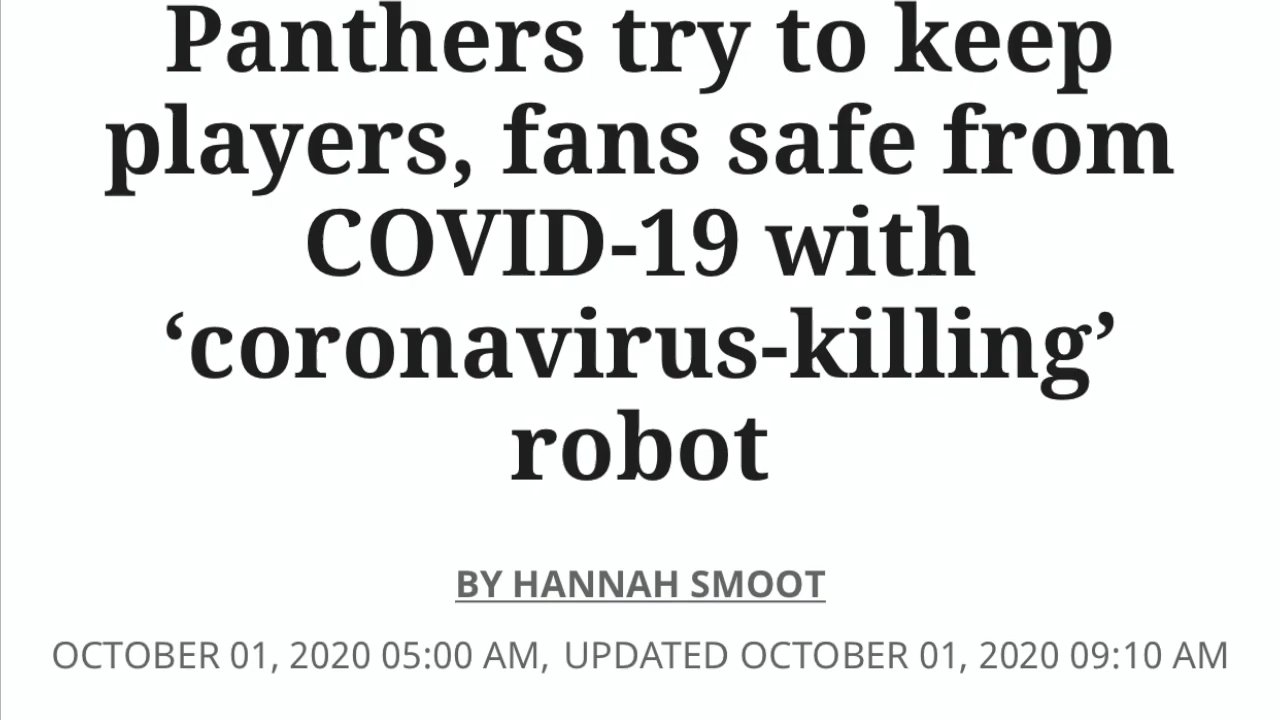 Panthers try to keep
players, fans safe from
COVID-19 with
‘coronavirus-killing’
robot
BY HANNAH SMOOT
OCTOBER 01, 2020 05:00 AM, UPDATED OCTOBER 01, 2020 09:10 AM